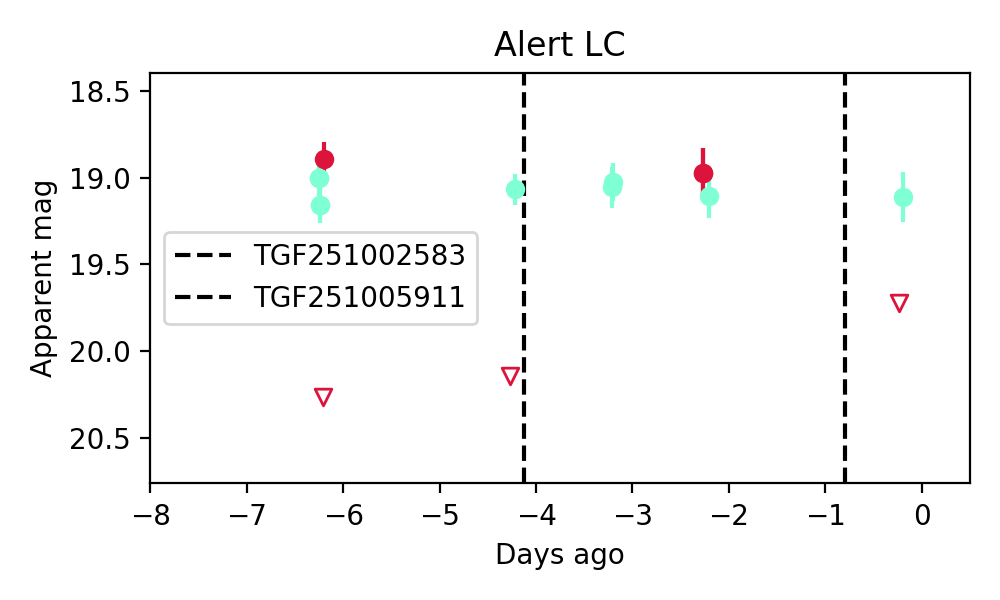 Alert LC
Apparent mag
18.5
19.0
19.5
20.0
20.5
TGF251002583
TGF251005911
−8 −7 −6 −5 −4 −3 −2 −1 0
Days ago